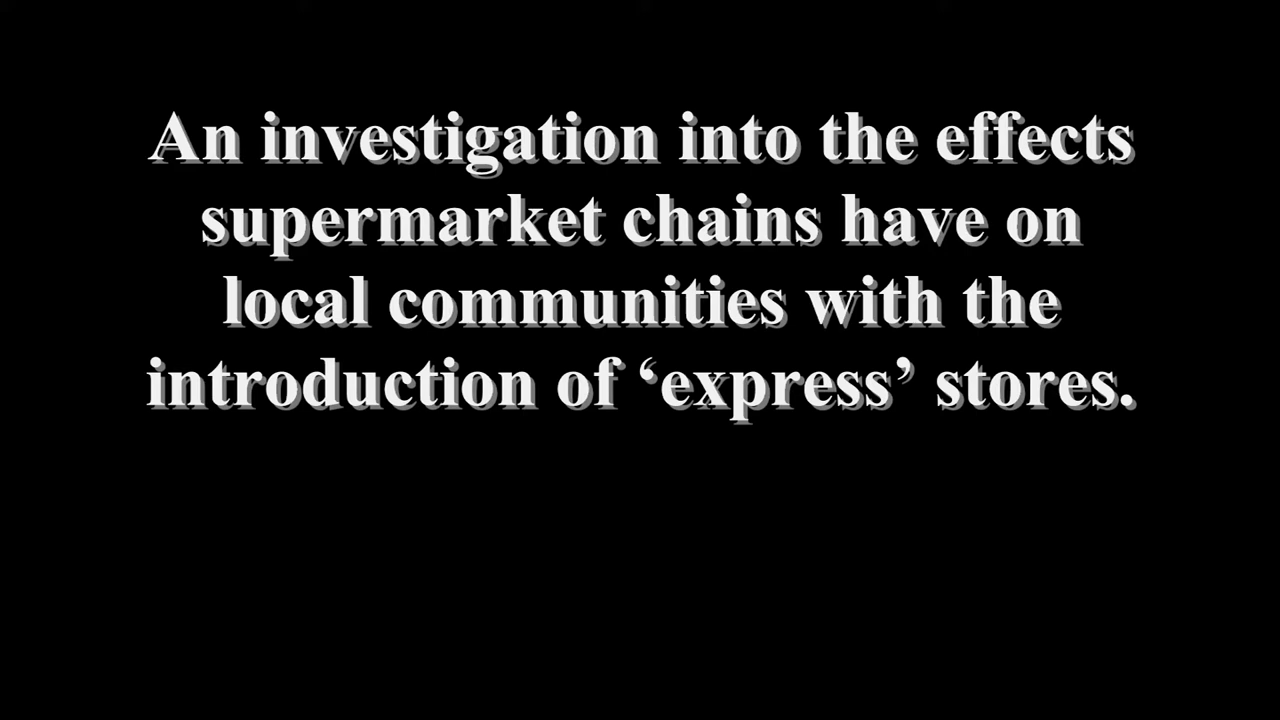 An investigation into the effects
supermarket chains have on
local communities with the
introduction of ‘express’ stores.